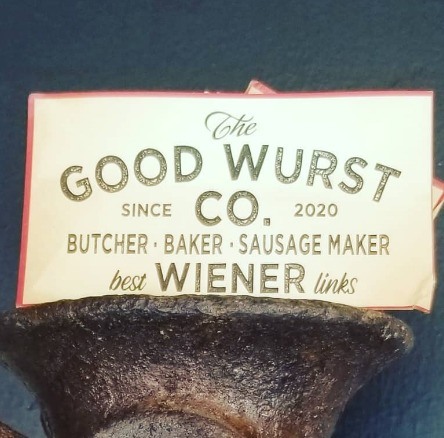 The
GOOD WURST
SINCE CO. 2020
BUTCHER · BAKER · SAUSAGE MAKER
best WIENER links